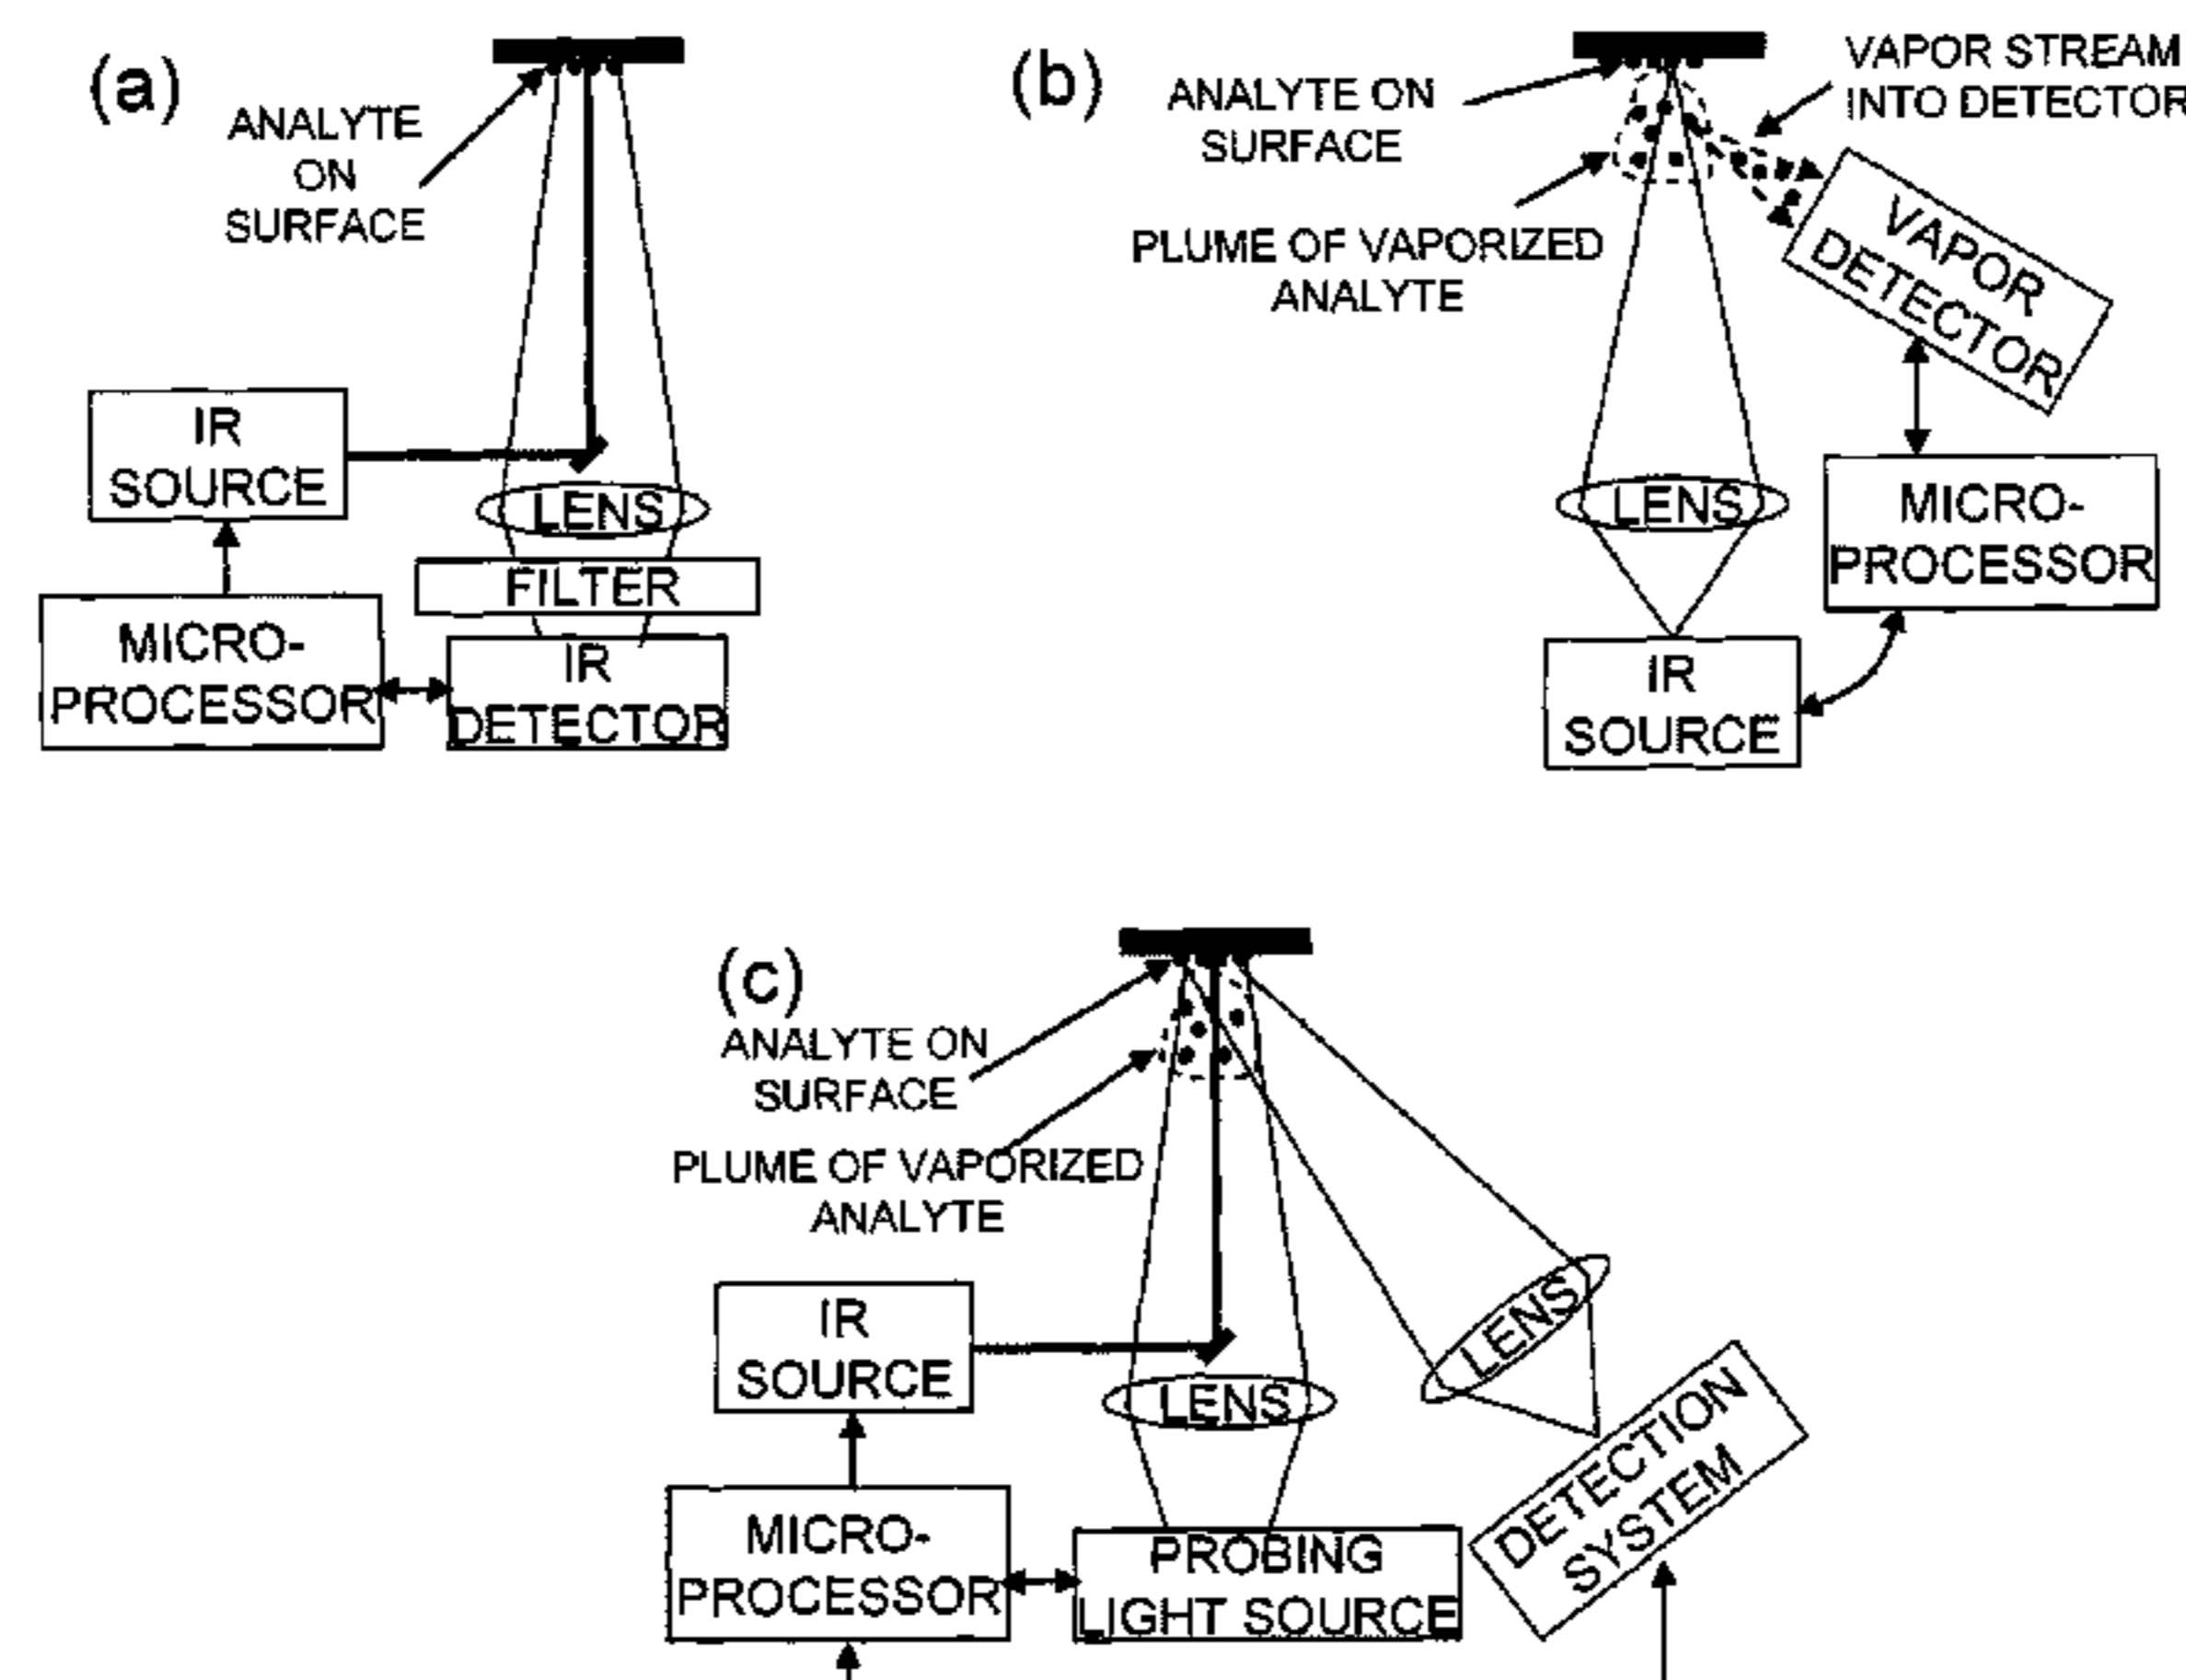 (a)
ANALYTE
ON
SURFACE
IR
SOURCE
LENS
FILTER
MICRO-
PROCESSOR
IR
DETECTOR
(b)
ANALYTE ON
SURFACE
VAPOR STREAM
INTO DETECTOR
PLUME OF VAPORIZED
ANALYTE
VAPOR
DETECTOR
LENS
MICRO-
PROCESSOR
IR
SOURCE
(c)
ANALYTE ON
SURFACE
PLUME OF VAPORIZED
ANALYTE
IR
SOURCE
LENS
LENS
DETECTION
SYSTEM
MICRO-
PROCESSOR
PROBING
LIGHT SOURCE